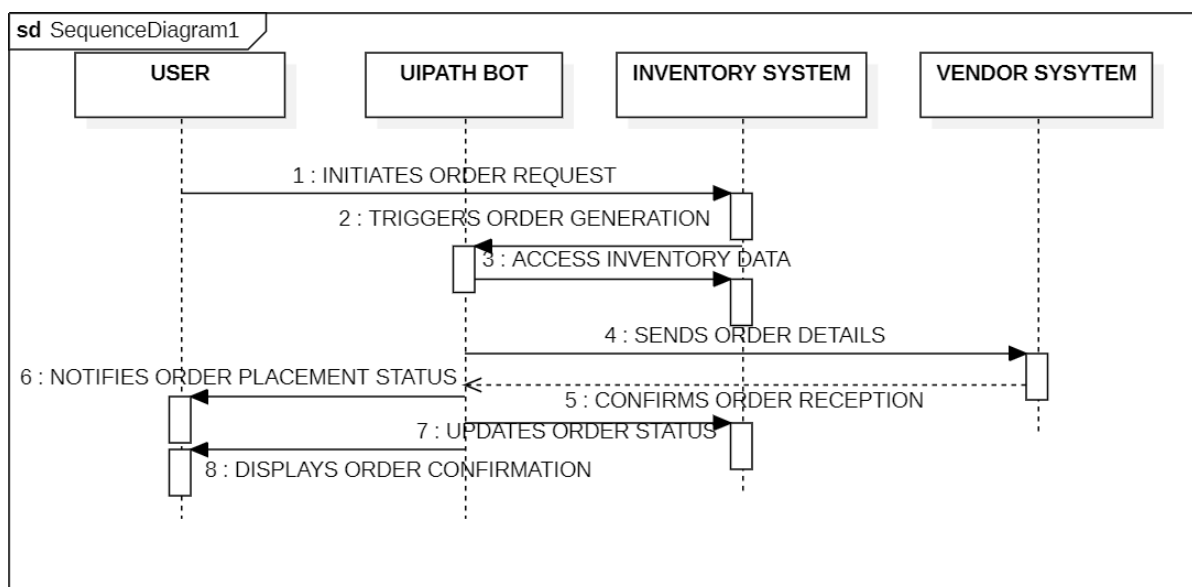 sd SequenceDiagram1
USER
UIPATH BOT
INVENTORY SYSTEM
VENDOR SYSYTEM
1 : INITIATES ORDER REQUEST
2 : TRIGGERS ORDER GENERATION
3 : ACCESS INVENTORY DATA
4 : SENDS ORDER DETAILS
6 : NOTIFIES ORDER PLACEMENT STATUS
5 : CONFIRMS ORDER RECEPTION
7 : UPDATES ORDER STATUS
8 : DISPLAYS ORDER CONFIRMATION